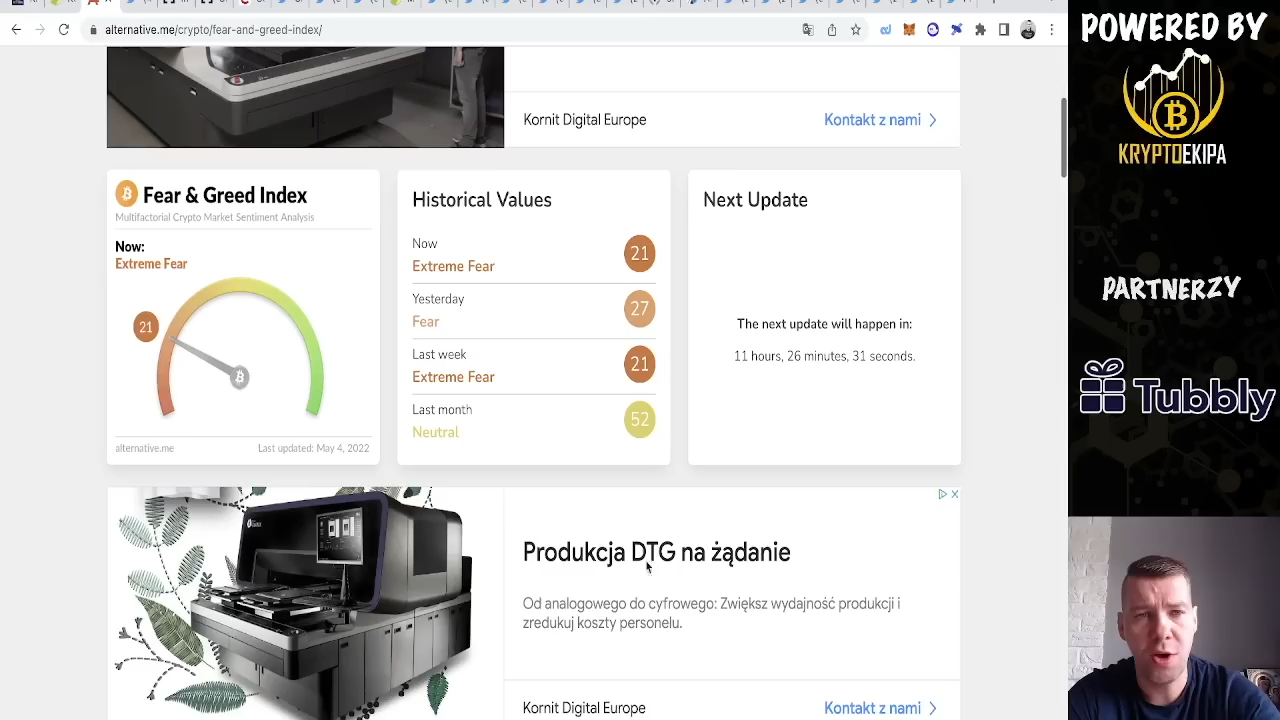 alternative.me/crypto/fear-and-greed-index/
POWERED BY
KRYPTOEKIPA
PARTNERZY
Tubbly
Kornit Digital Europe
Kontakt z nami
Fear & Greed Index
Multifactorial Crypto Market Sentiment Analysis
Now:
Extreme Fear
21
alternative.me
Last updated: May 4, 2022
Historical Values
Now
Extreme Fear
21
Yesterday
Fear
27
Last week
Extreme Fear
21
Last month
Neutral
52
Next Update
The next update will happen in:
11 hours, 26 minutes, 31 seconds.
Produkcja DTG na żądanie
Od analogowego do cyfrowego: Zwiększ wydajność produkcji i
zredukuj koszty personelu.
Kornit Digital Europe
Kontakt z nami